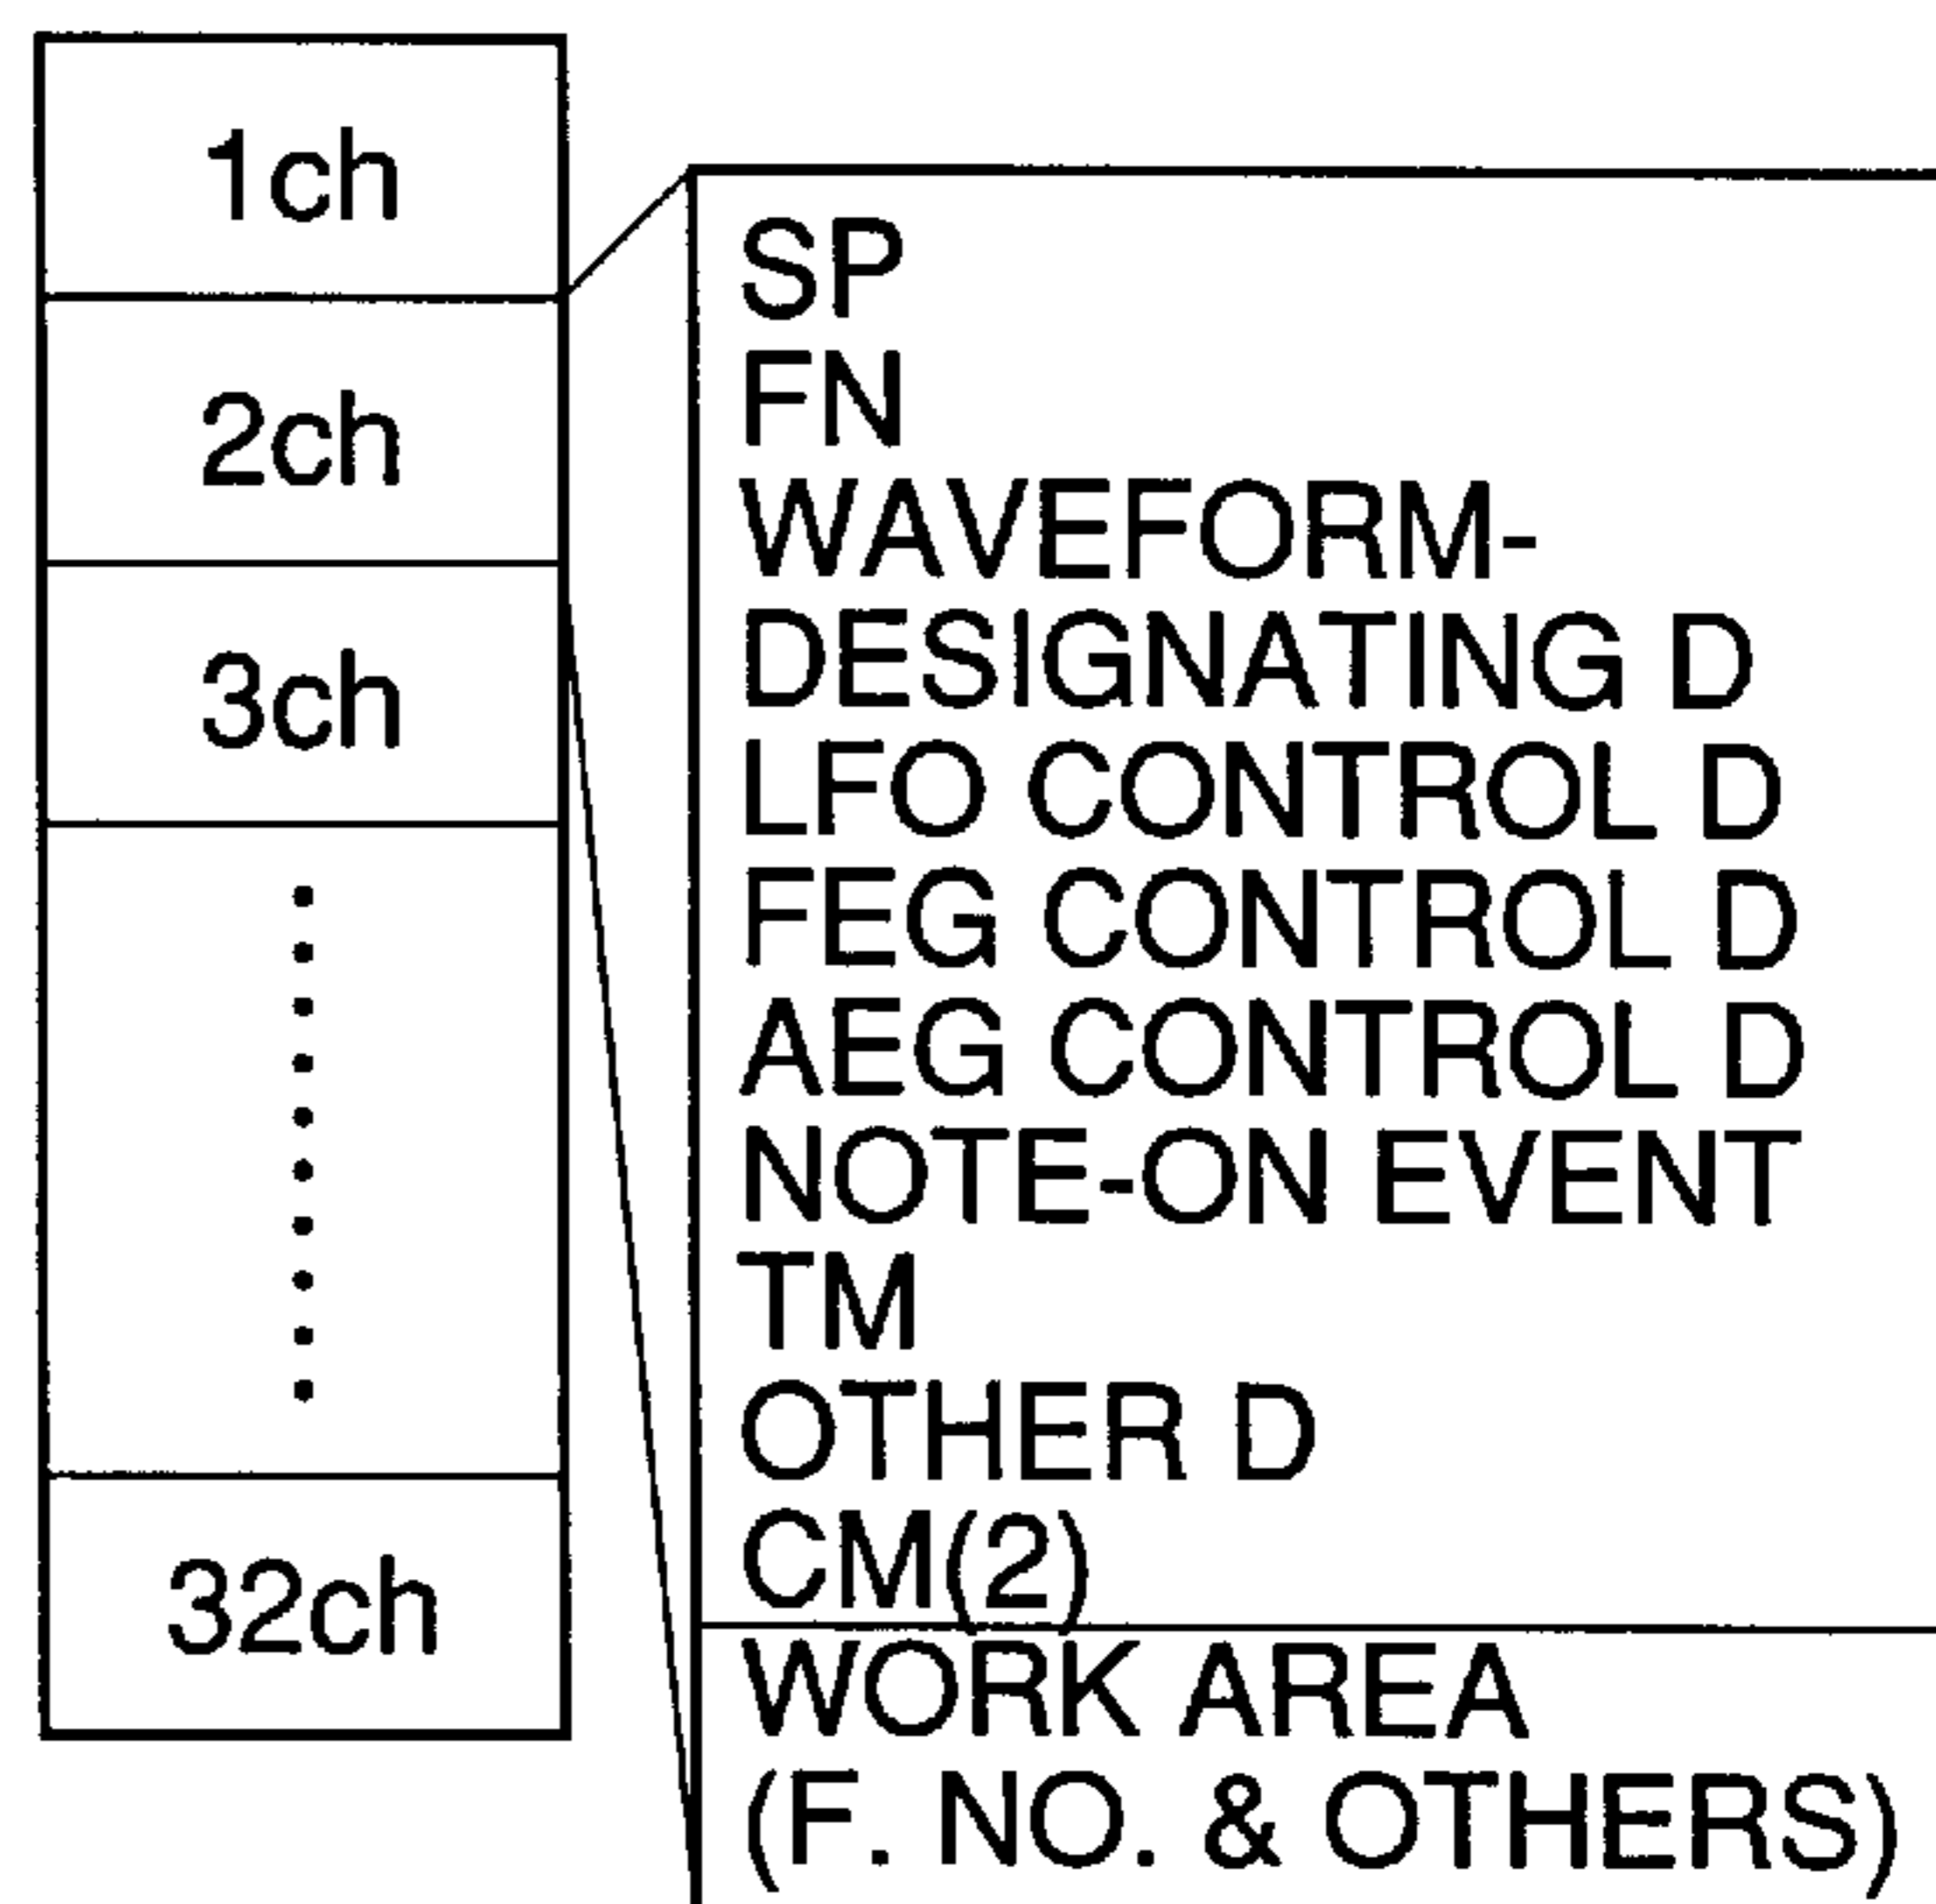 1ch
2ch
3ch
32ch
SP
FN
WAVEFORM-
DESIGNATING D
LFO CONTROL D
FEG CONTROL D
AEG CONTROL D
NOTE-ON EVENT
TM
OTHER D
CM(2)
WORK AREA
(F. NO. & OTHERS)